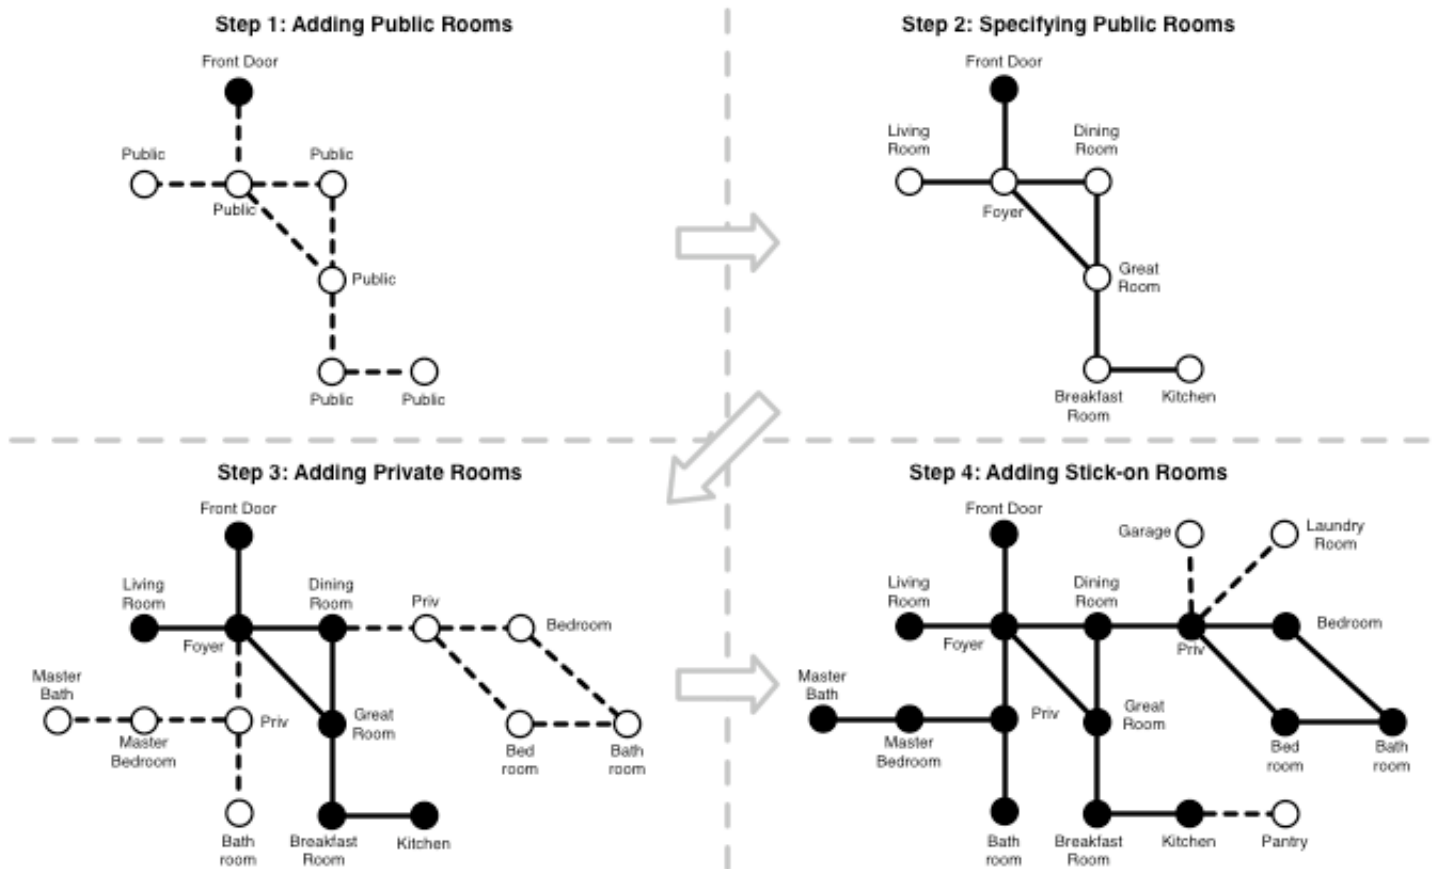 Step 1: Adding Public Rooms
Front Door
Public
Public
Public
Public
Public
Public
Step 2: Specifying Public Rooms
Front Door
Living
Room
Dining
Room
Foyer
Great
Room
Breakfast
Room
Kitchen
Step 3: Adding Private Rooms
Front Door
Living
Room
Dining
Room
Priv
Bedroom
Foyer
Master
Bath
Priv
Great
Room
Master
Bedroom
Bed
room
Bath
room
Bath
room
Breakfast
Room
Kitchen
Step 4: Adding Stick-on Rooms
Front Door
Garage
Laundry
Room
Living
Room
Dining
Room
Bedroom
Foyer
Priv
Master
Bath
Priv
Great
Room
Master
Bedroom
Bed
room
Bath
room
Bath
room
Breakfast
Room
Kitchen
Pantry